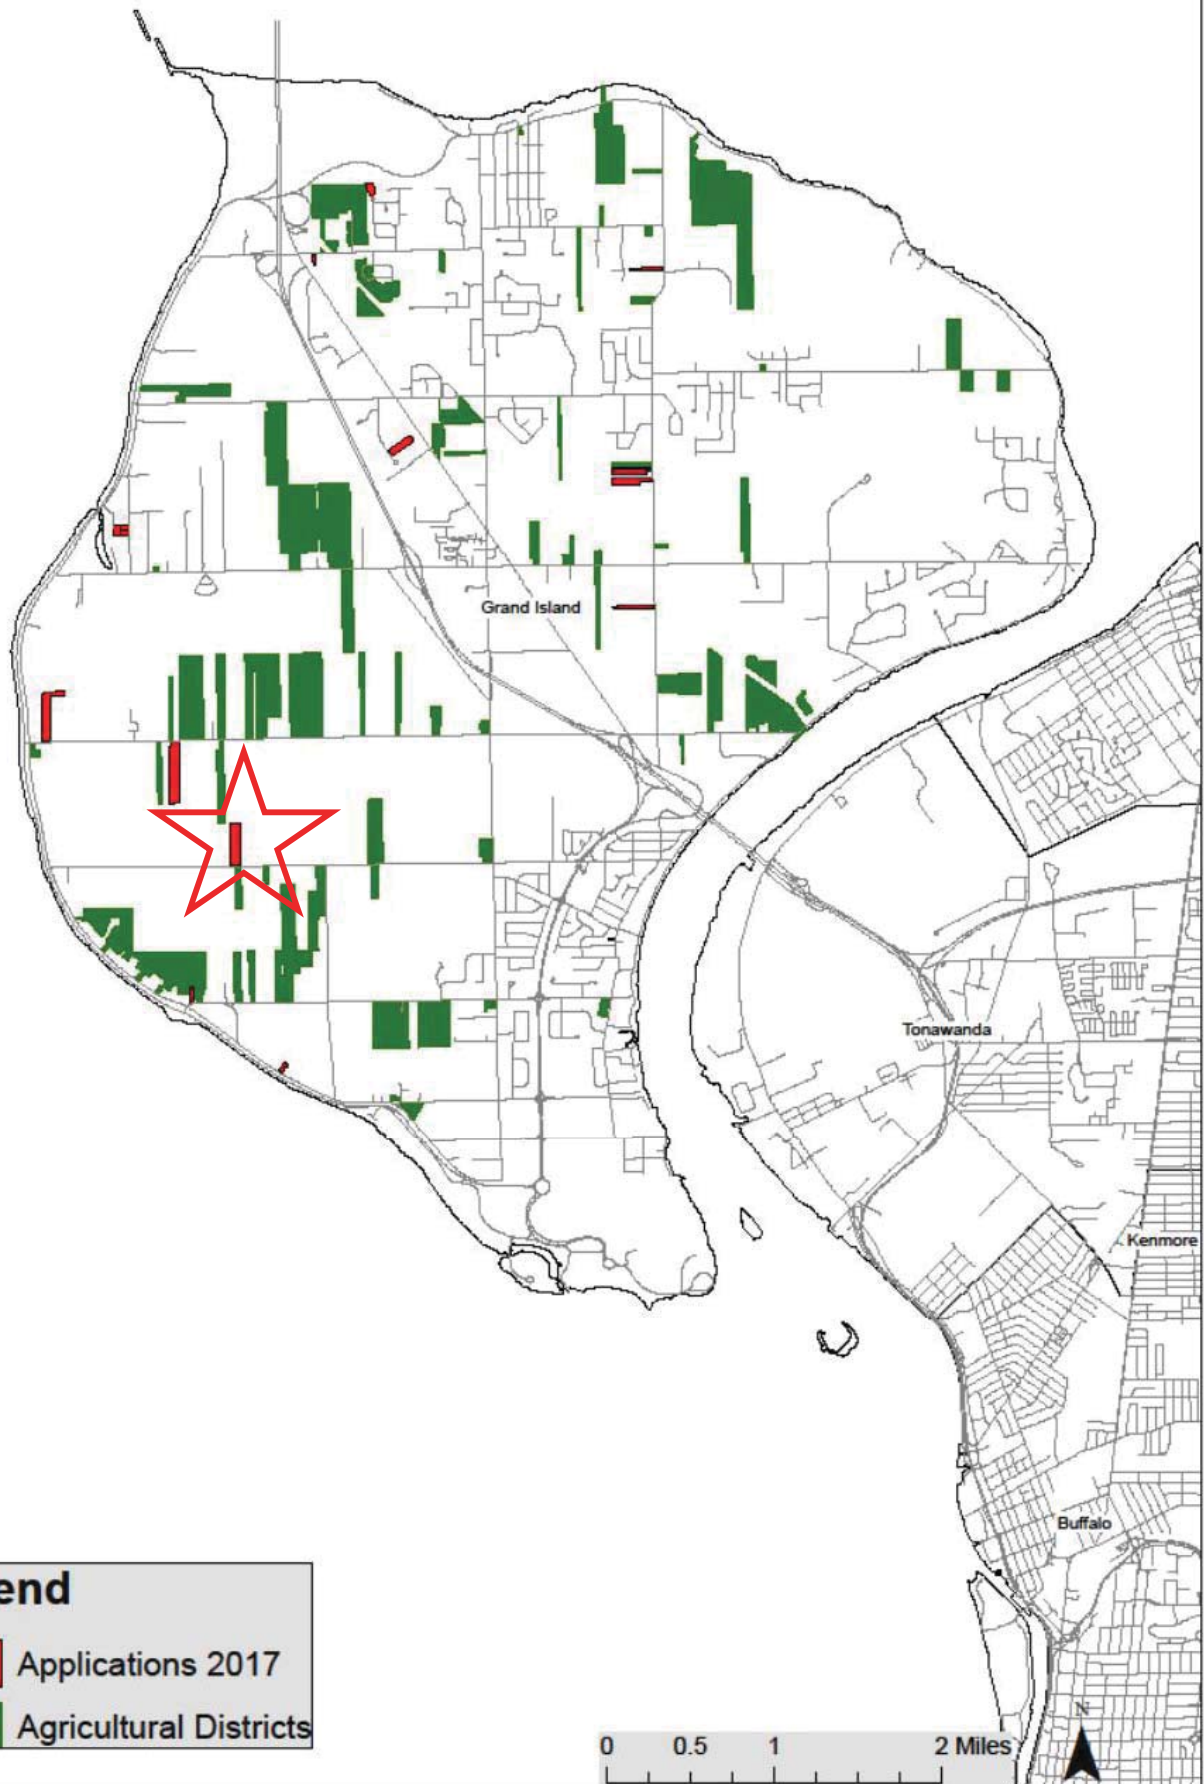 Grand Island
Tonawanda
Kenmore
Buffalo
end
Applications 2017
Agricultural Districts
0 0.5 1 2 Miles
N